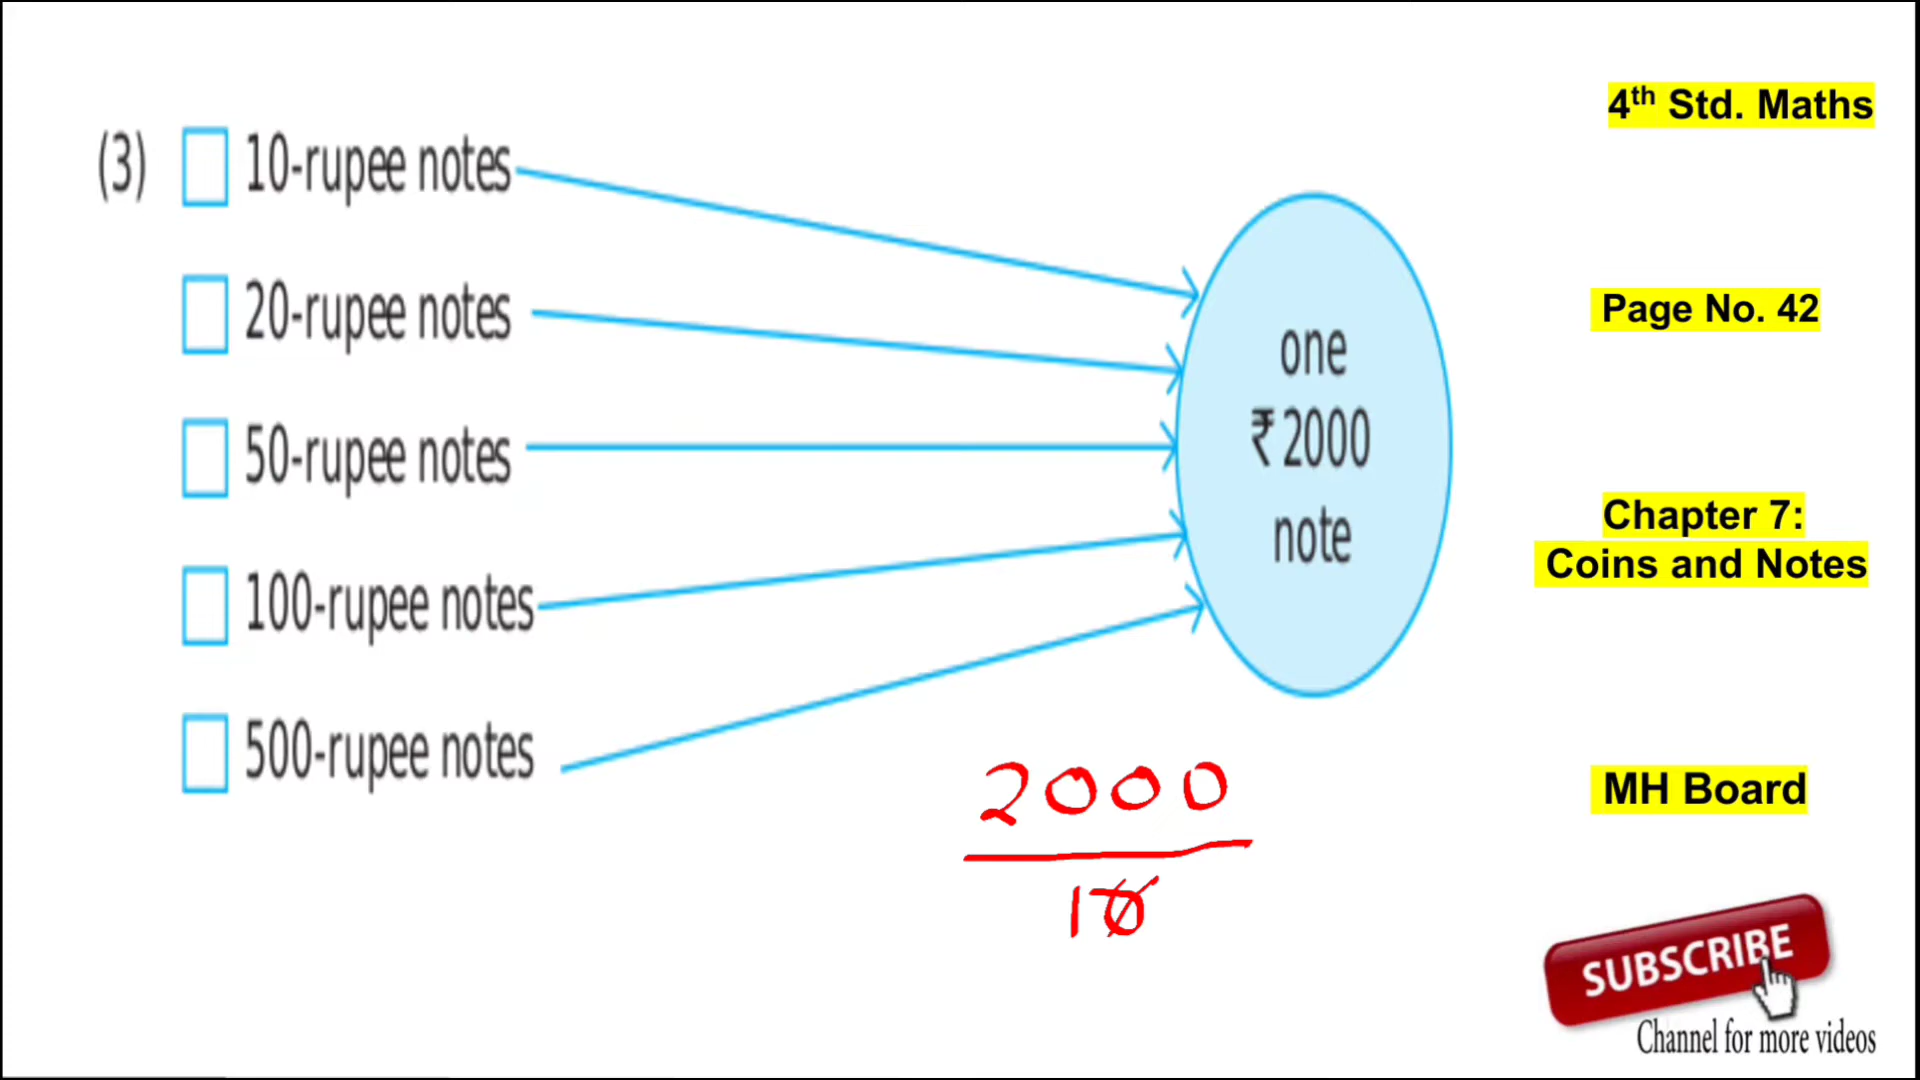 4th Std. Maths
(3) 10-rupee notes
20-rupee notes
50-rupee notes
100-rupee notes
500-rupee notes
one
₹ 2000
note
Page No. 42
Chapter 7:
Coins and Notes
MH Board
2000
10
SUBSCRIBE
Channel for more videos